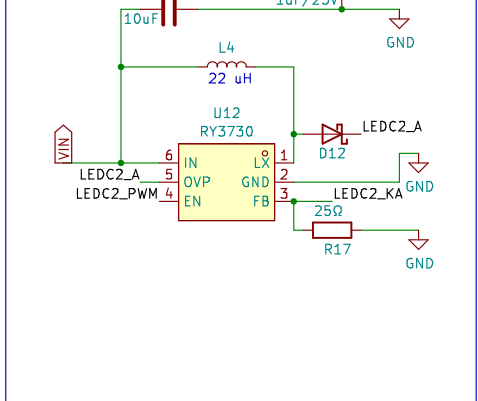 1uF/25V
10uF
GND
L4
22 uH
U12
RY3730
LEDC2_A
D12
VIN
6 IN LX 1
LEDC2_A
5 OVP GND 2
GND
LEDC2_PWM
4 EN FB 3
LEDC2_KA
25Ω
R17
GND